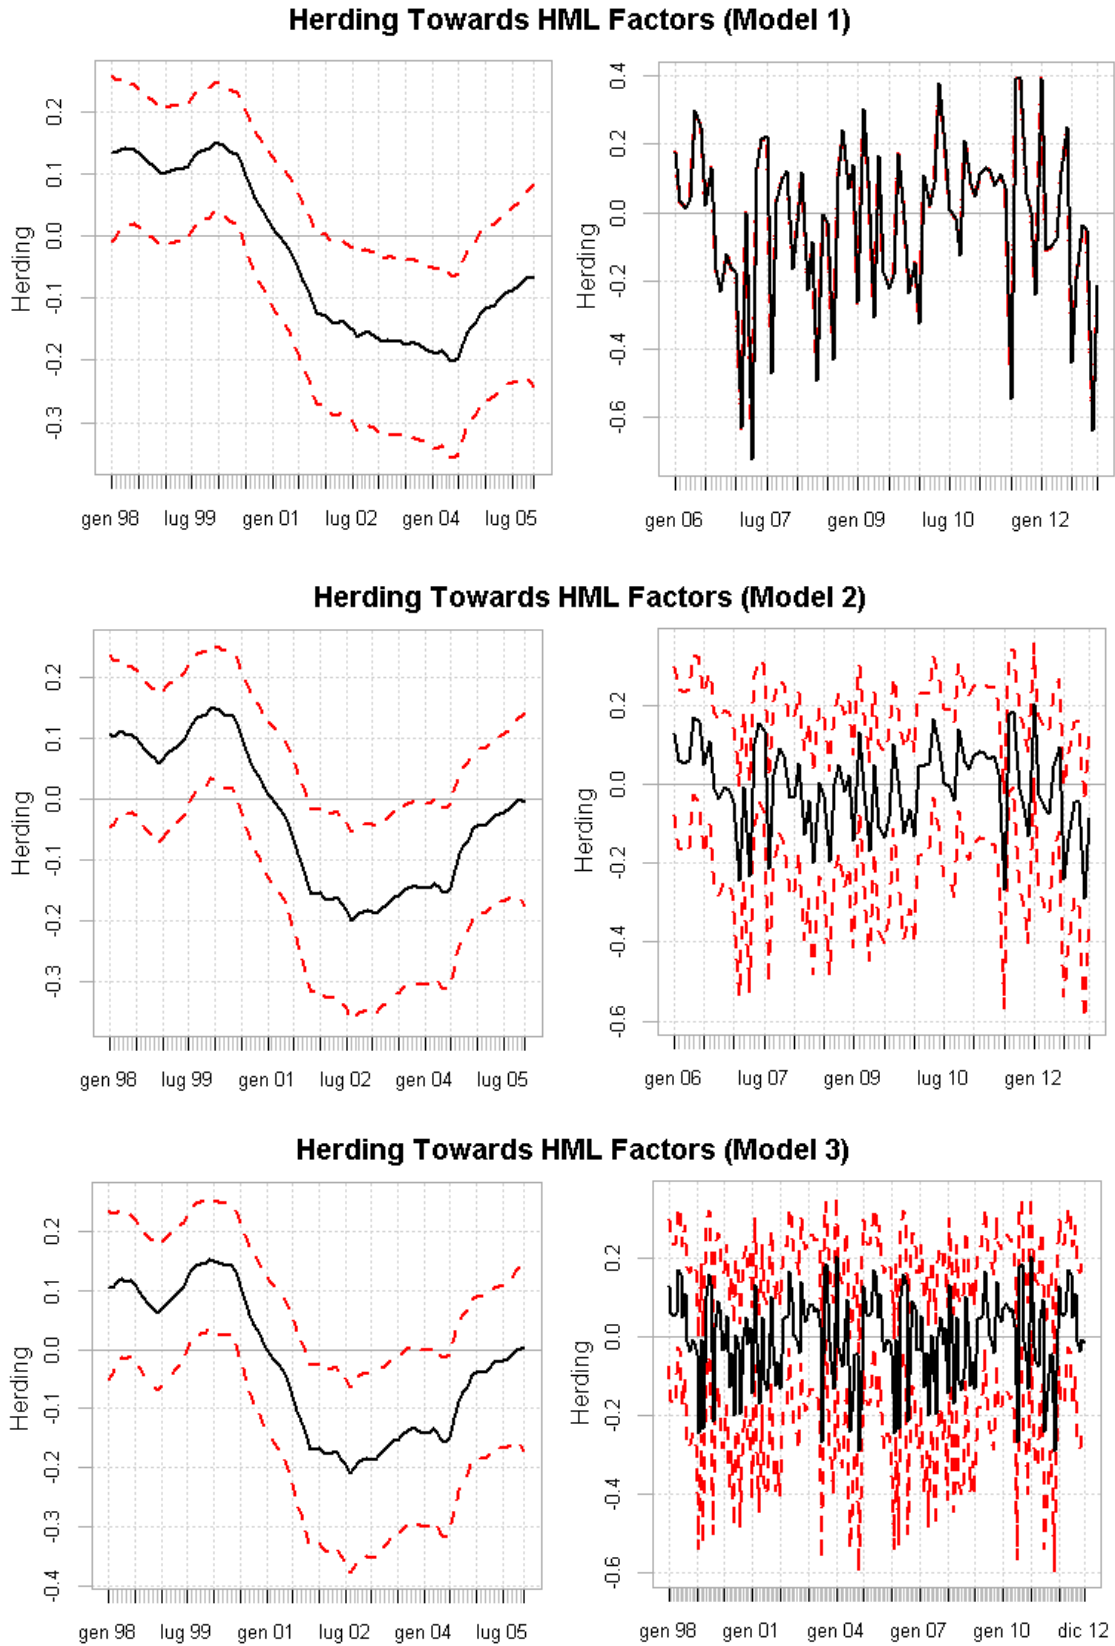 Herding Towards HML Factors (Model 1)
Herding
0.2
0.1
0.0
-0.1
-0.2
-0.3
gen 98 lug 99 gen 01 lug 02 gen 04 lug 05
Herding
0.4
0.2
0.0
-0.2
-0.4
-0.6
gen 06 lug 07 gen 09 lug 10 gen 12
Herding Towards HML Factors (Model 2)
Herding
0.2
0.1
0.0
-0.1
-0.2
-0.3
gen 98 lug 99 gen 01 lug 02 gen 04 lug 05
Herding
0.2
0.0
-0.2
-0.4
-0.6
gen 06 lug 07 gen 09 lug 10 gen 12
Herding Towards HML Factors (Model 3)
Herding
0.2
0.1
0.0
-0.1
-0.2
-0.3
-0.4
gen 98 lug 99 gen 01 lug 02 gen 04 lug 05
Herding
0.2
0.0
-0.2
-0.4
-0.6
gen 98 gen 01 gen 04 gen 07 gen 10 dic 12